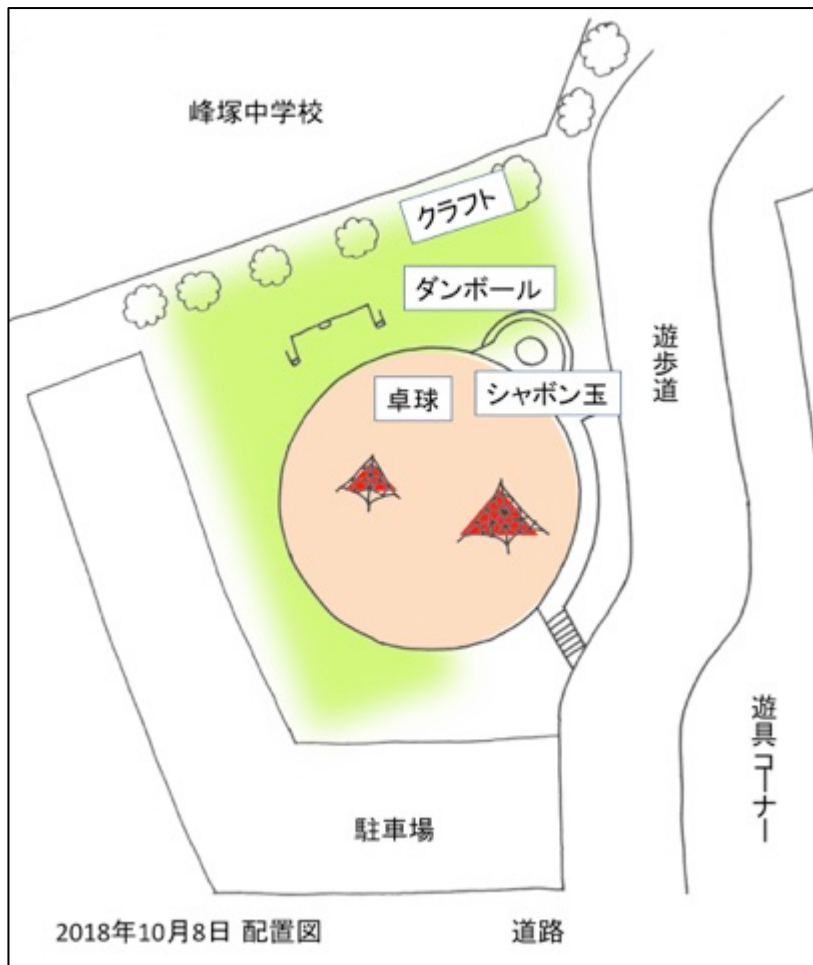 峰塚中学校
クラフト
ダンボール
遊歩道
卓球
シャボン玉
遊具コーナー
駐車場
2018年10月8日 配置図
道路